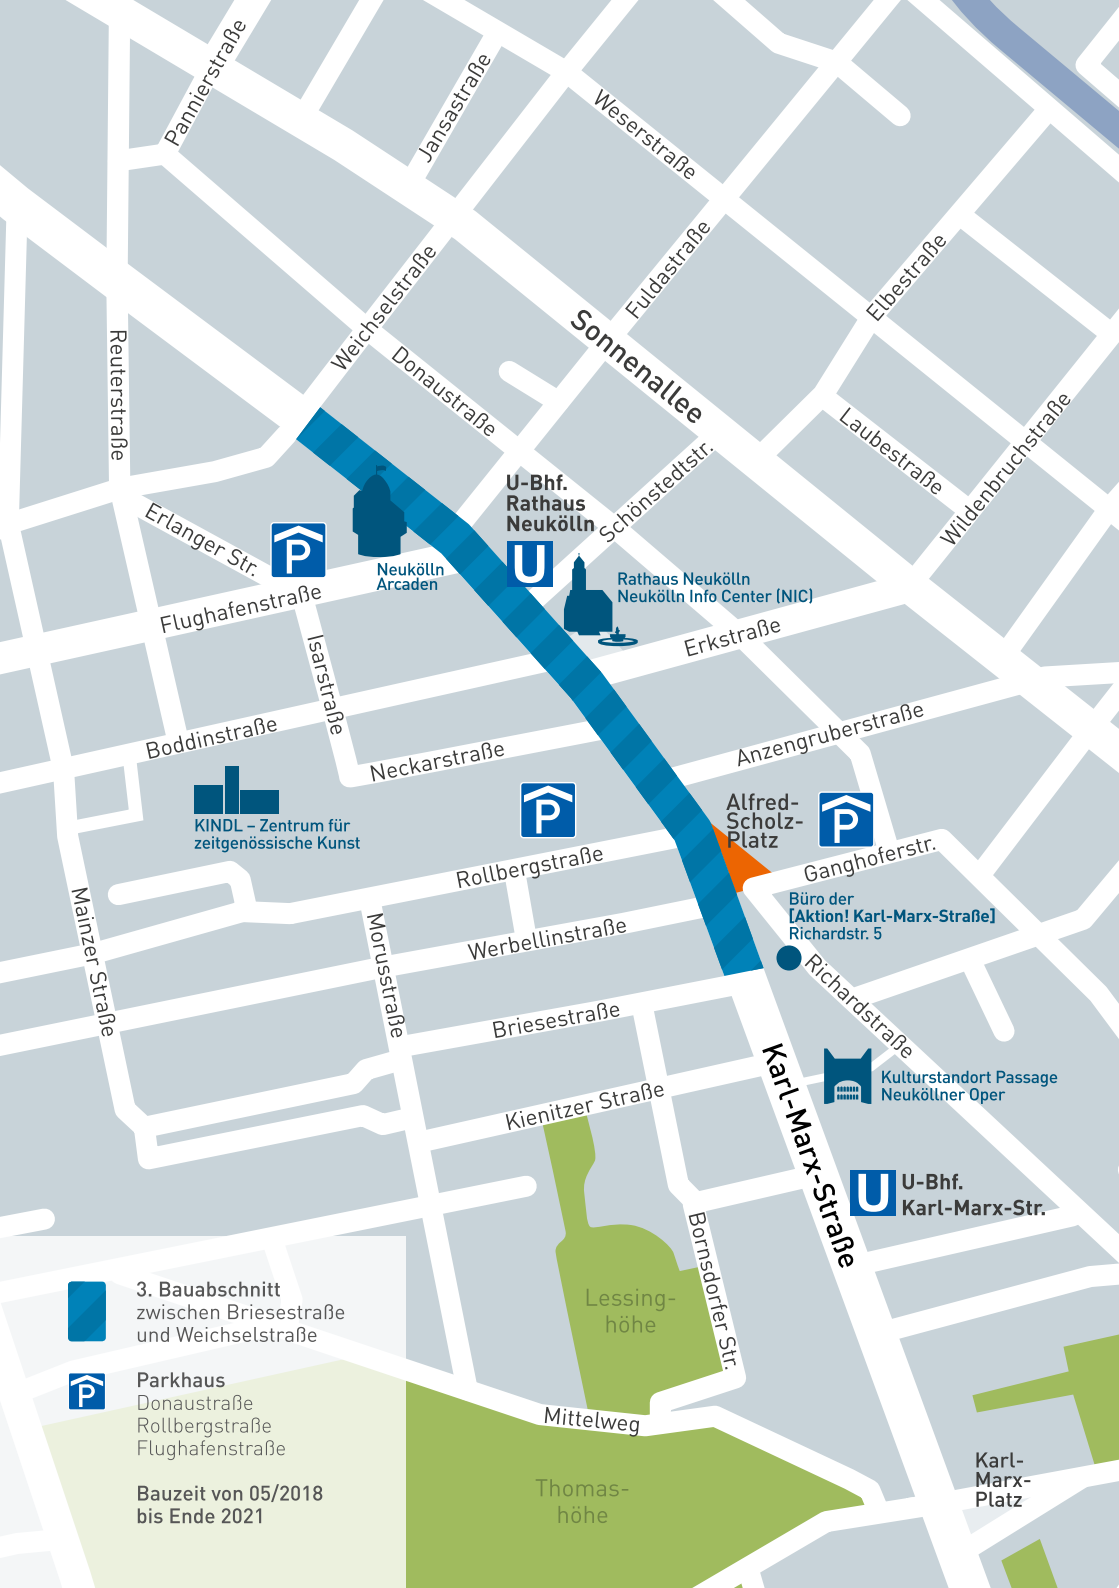 Pannierstraße
Jansastraße
Weserstraße
Weichselstraße
Fuldastraße
Elbestraße
Sonnenallee
Reuterstraße
Donaustraße
Laubestraße
Wildenbruchstraße
Schönstedtstr.
U-Bhf.
Rathaus
Neukölln
U
Erlanger Str.
P
Neukölln
Arcaden
Rathaus Neukölln
Neukölln Info Center (NIC)
Flughafenstraße
Isarstraße
Erkstraße
Boddinstraße
Neckarstraße
Anzengruberstraße
KINDL – Zentrum für
zeitgenössische Kunst
P
Alfred-
Scholz-
Platz
P
Rollbergstraße
Ganghoferstr.
Büro der
[Aktion! Karl-Marx-Straße]
Richardstr. 5
Mainzer Straße
Morusstraße
Werbellinstraße
Richardstraße
Briesestraße
Karl-Marx-Straße
Kulturstandort Passage
Neuköllner Oper
Kienitzer Straße
U
U-Bhf.
Karl-Marx-Str.
Bornsdorfer Str.
Lessing-
höhe
Mittelweg
Thomas-
höhe
Karl-
Marx-
Platz
3. Bauabschnitt
zwischen Briesestraße
und Weichselstraße
P
Parkhaus
Donaustraße
Rollbergstraße
Flughafenstraße
Bauzeit von 05/2018
bis Ende 2021